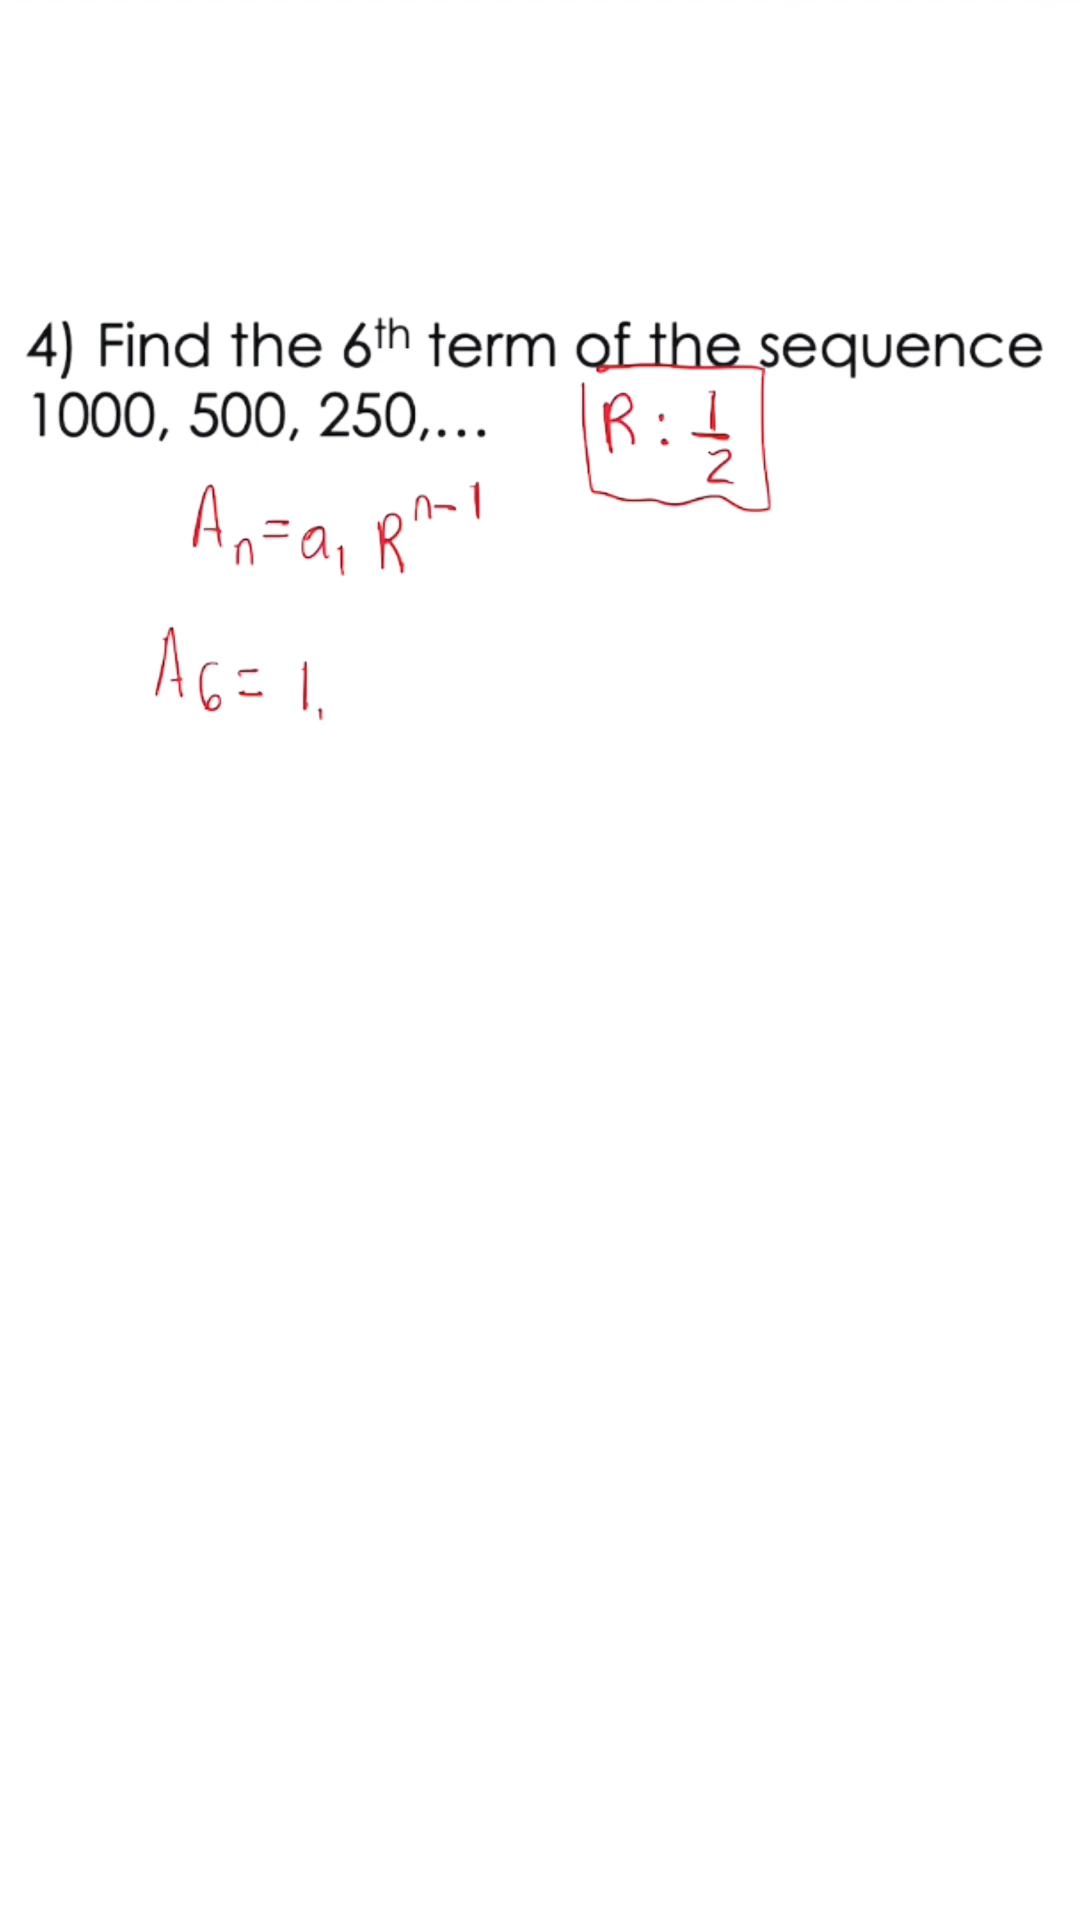 4) Find the 6th term of the sequence
1000, 500, 250,...
R: 1/2
An=a1 R^n-1
A6= 1,